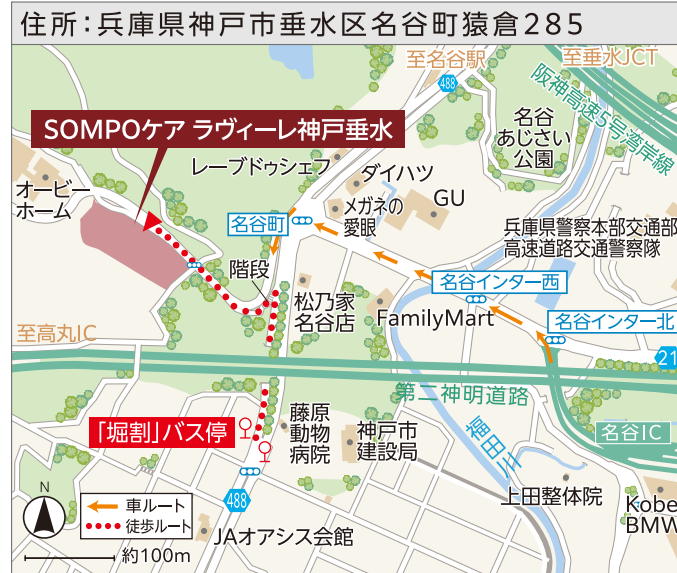 住所：兵庫県神戸市垂水区名谷町猿倉285
至名谷駅
至垂水JCT
488
阪神高速5号湾岸線
名谷
あじさい
公園
SOMPOケア ラヴィーレ神戸垂水
レーブドゥシェフ
ダイハツ
オービー
ホーム
GU
メガネの
愛眼
名谷町
兵庫県警察本部交通部
高速道路交通警察隊
階段
名谷インター西
松乃家
名谷店
FamilyMart
名谷インター北
至高丸IC
21
第二神明道路
「堀割」バス停
藤原
動物
病院
神戸市
建設局
福田川
名谷IC
N
車ルート
徒歩ルート
488
上田整体院
Kobe
BMW
JAオアシス会館
約100m